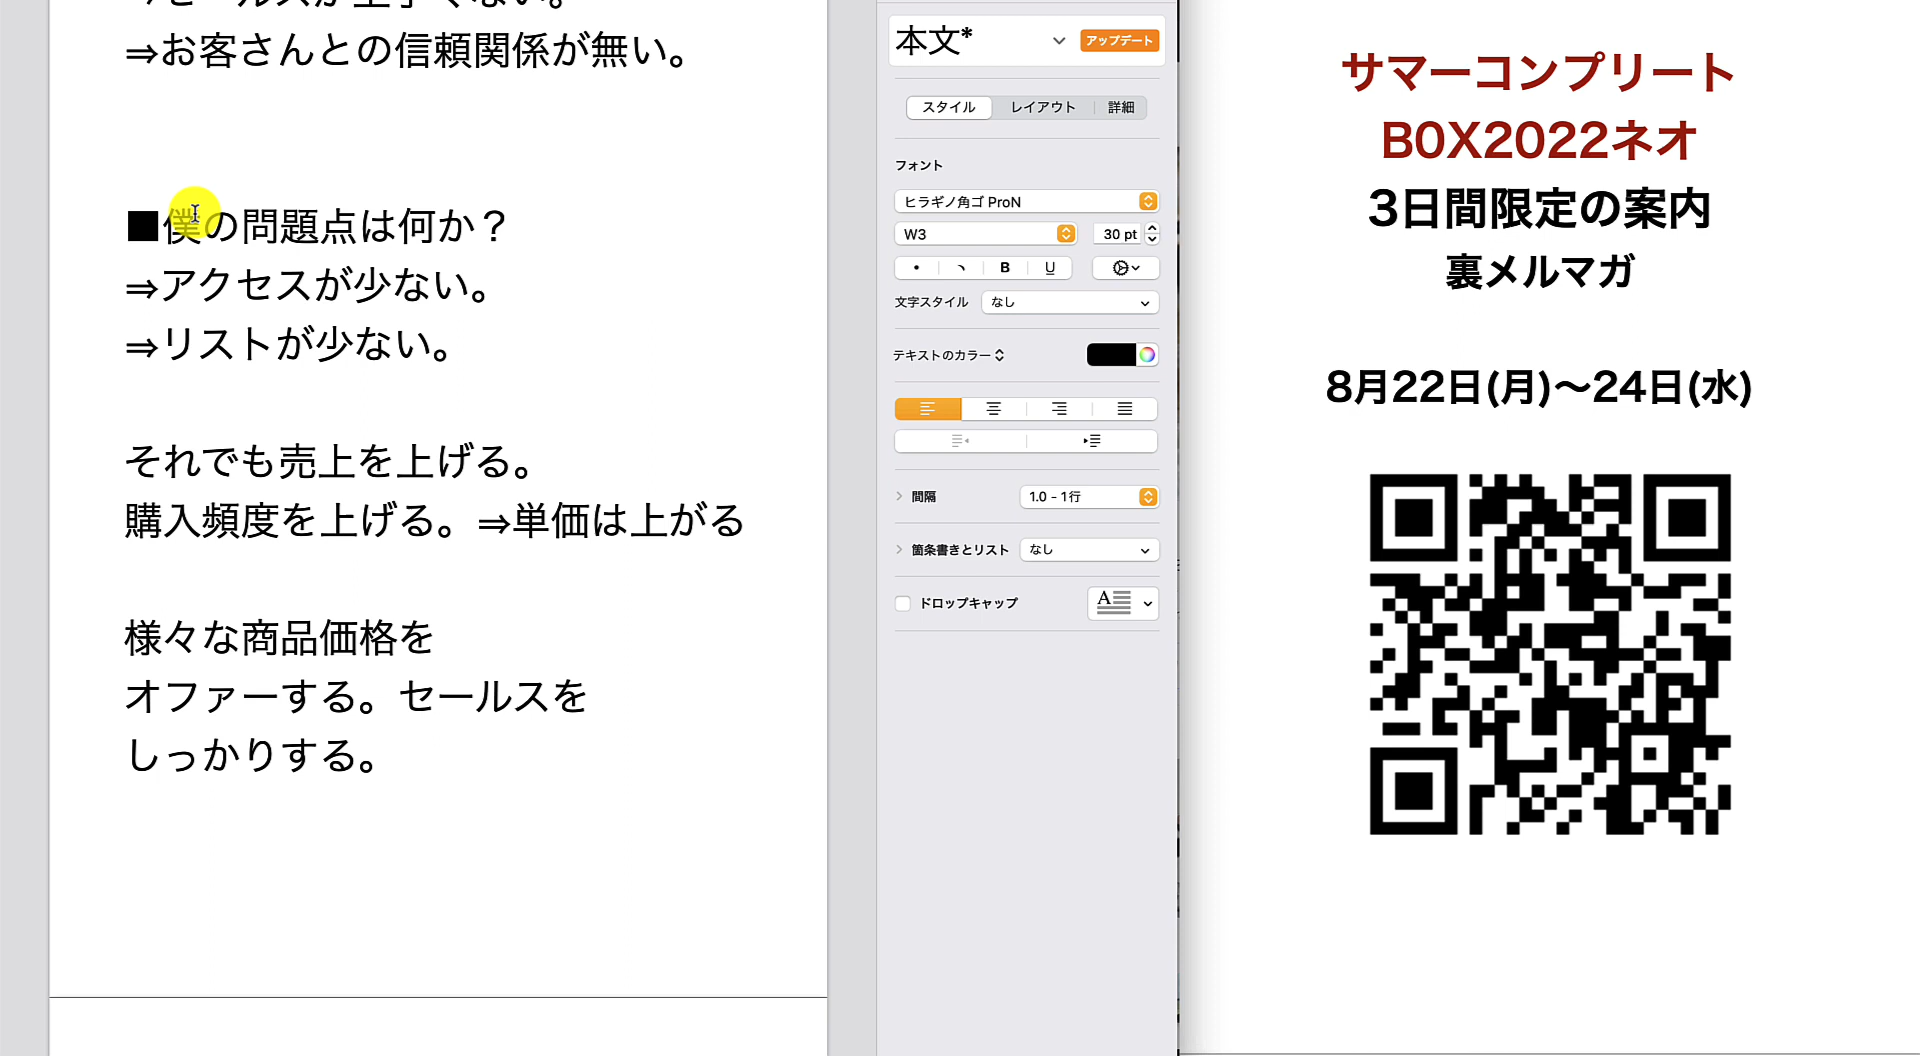 ⇒セールスが上手くない。
⇒お客さんとの信頼関係が無い。
■僕の問題点は何か？
⇒アクセスが少ない。
⇒リストが少ない。
それでも売上を上げる。
購入頻度を上げる。⇒単価は上がる
様々な商品価格を
オファーする。セールスを
しっかりする。
本文*
アップデート
スタイル
レイアウト
詳細
フォント
ヒラギノ角ゴ ProN
W3
30 pt
B
U
文字スタイル
なし
テキストのカラー
間隔
1.0 - 1行
箇条書きとリスト
なし
ドロップキャップ
A
サマーコンプリート
BOX2022ネオ
3日間限定の案内
裏メルマガ
8月22日(月)〜24日(水)